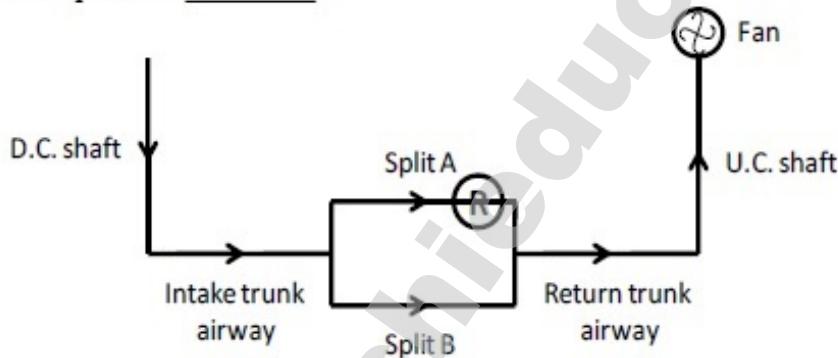 Fan
D.C. shaft
Split A
U.C. shaft
R
Intake trunk
airway
Return trunk
airway
Split B